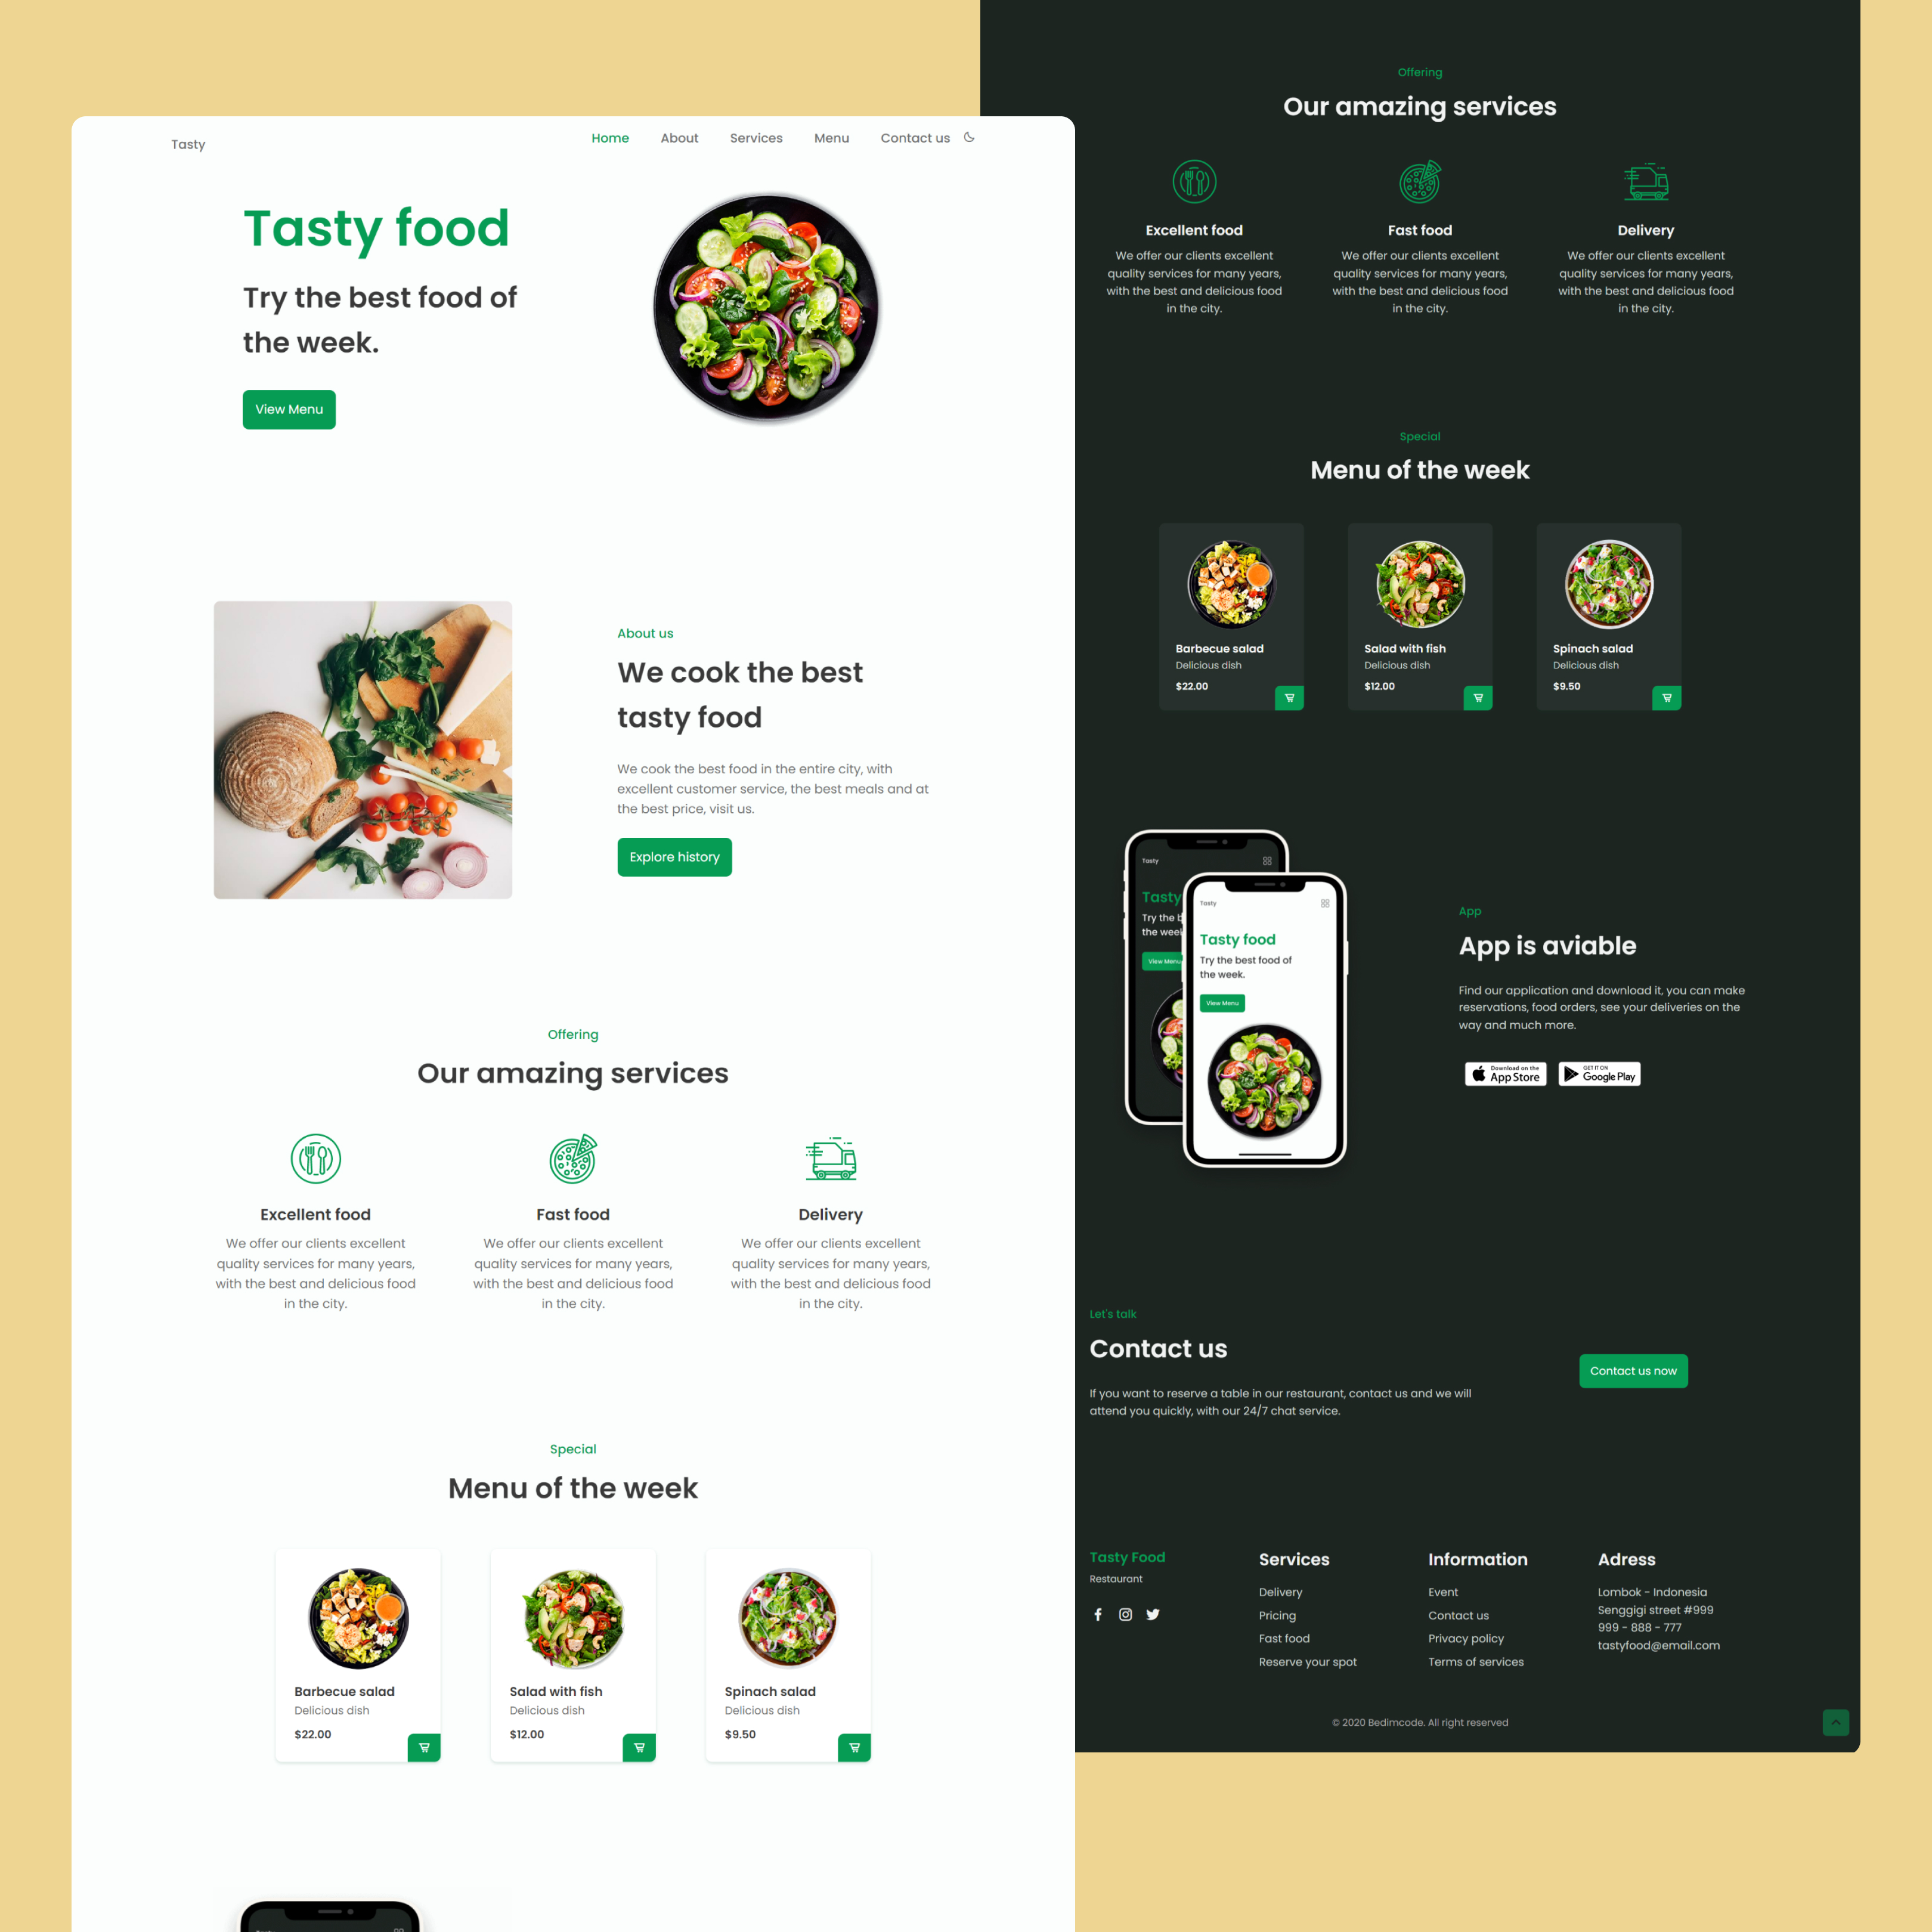 Tasty
Home About Services Menu Contact us
Tasty food
Try the best food of
the week.
View Menu
About us
We cook the best
tasty food
We cook the best food in the entire city, with
excellent customer service, the best meals and at
the best price, visit us.
Explore history
Offering
Our amazing services
Excellent food
We offer our clients excellent
quality services for many years,
with the best and delicious food
in the city.
Fast food
We offer our clients excellent
quality services for many years,
with the best and delicious food
in the city.
Delivery
We offer our clients excellent
quality services for many years,
with the best and delicious food
in the city.
Special
Menu of the week
Barbecue salad
Delicious dish
$22.00
Salad with fish
Delicious dish
$12.00
Spinach salad
Delicious dish
$9.50
Offering
Our amazing services
Excellent food
We offer our clients excellent
quality services for many years,
with the best and delicious food
in the city.
Fast food
We offer our clients excellent
quality services for many years,
with the best and delicious food
in the city.
Delivery
We offer our clients excellent
quality services for many years,
with the best and delicious food
in the city.
Special
Menu of the week
Barbecue salad
Delicious dish
$22.00
Salad with fish
Delicious dish
$12.00
Spinach salad
Delicious dish
$9.50
Tasty
Tasty
Try the b
the week
View Menu
Tasty
Tasty food
Try the best food of
the week.
View Menu
App
App is aviable
Find our application and download it, you can make
reservations, food orders, see your deliveries on the
way and much more.
Download on the
App Store
GET IT ON
Google Play
Let's talk
Contact us
If you want to reserve a table in our restaurant, contact us and we will
attend you quickly, with our 24/7 chat service.
Contact us now
Tasty Food
Restaurant
Services
Delivery
Pricing
Fast food
Reserve your spot
Information
Event
Contact us
Privacy policy
Terms of services
Adress
Lombok - Indonesia
Senggigi street #999
999 - 888 - 777
tastyfood@email.com
© 2020 Bedimcode. All right reserved